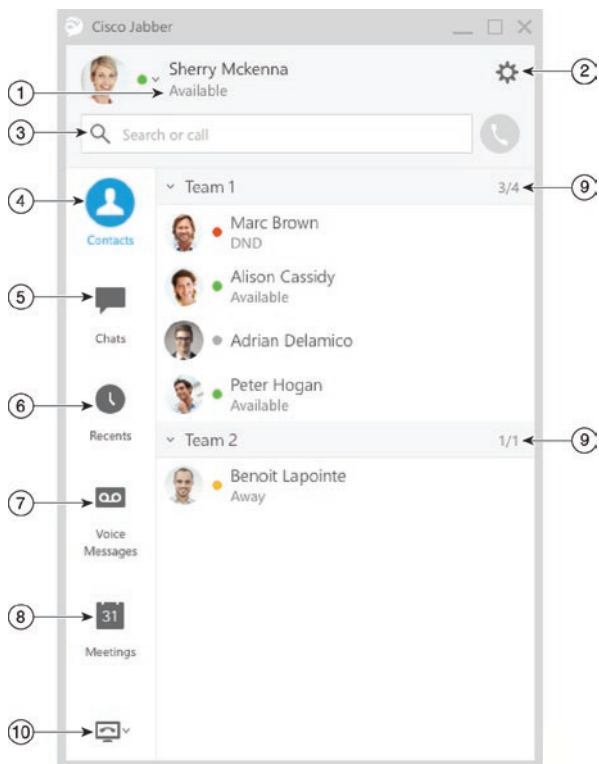 Cisco Jabber
Sherry Mckenna
Available
1
2
3
Search or call
4
Contacts
Team 1
3/4
9
Marc Brown
DND
Alison Cassidy
Available
5
Chats
Adrian Delamico
Peter Hogan
Available
6
Recents
Team 2
1/1
9
Benoit Lapointe
Away
7
Voice
Messages
8
31
Meetings
10